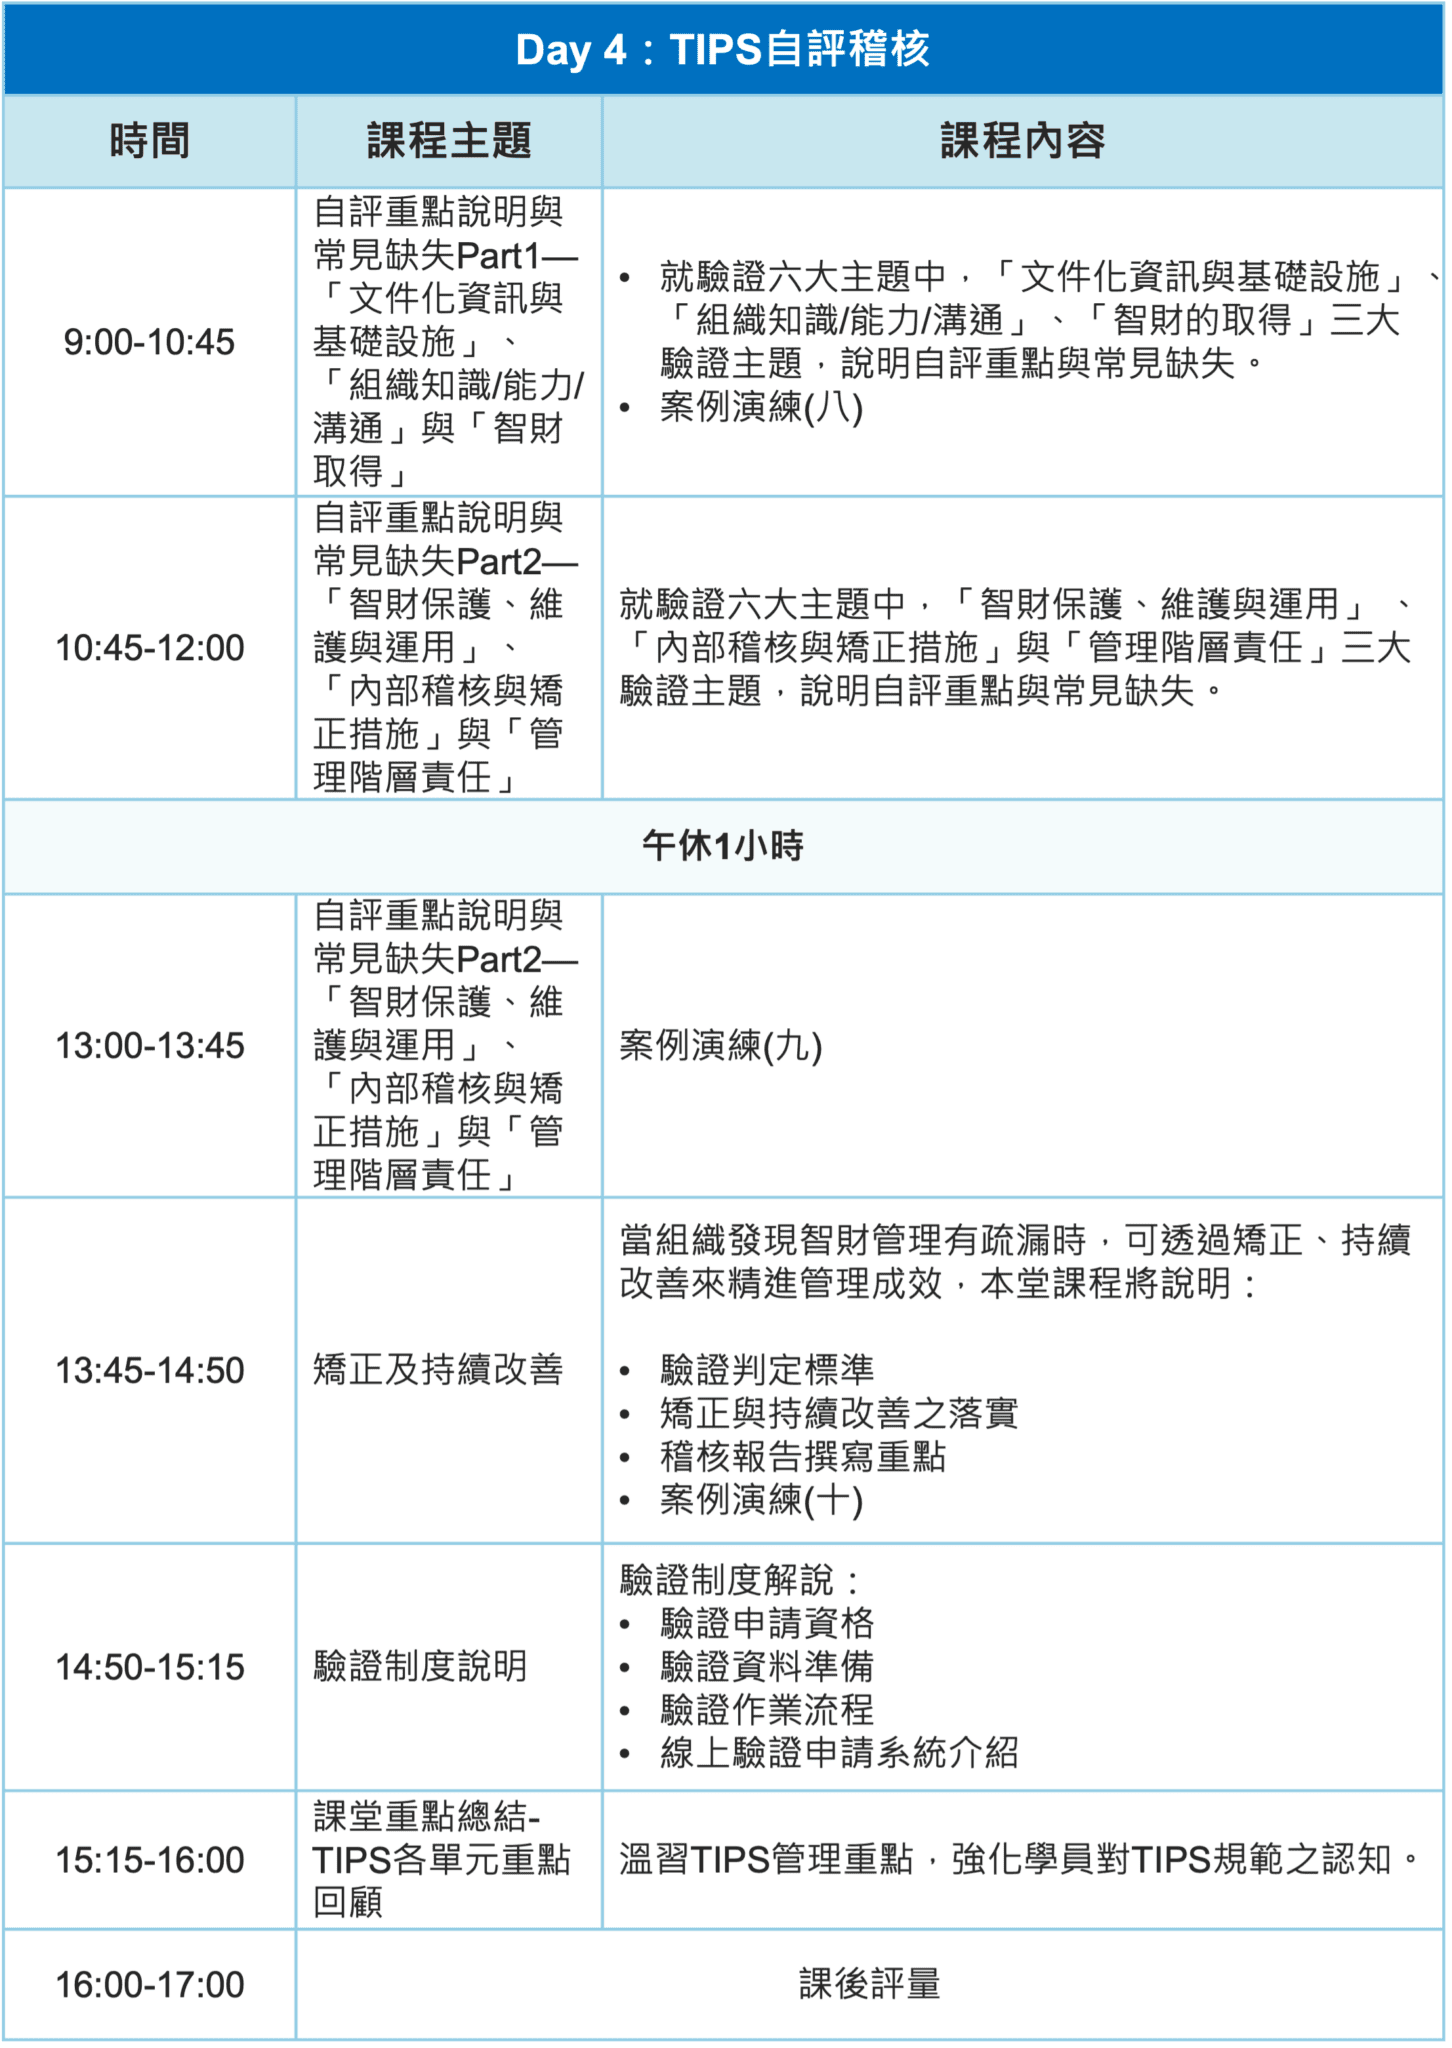 Day 4：TIPS自評稽核
時間
課程主題
課程內容
9:00-10:45
自評重點說明與
常見缺失Part1—
「文件化資訊與
基礎設施」、
「組織知識/能力/
溝通」與「智財
取得」
• 就驗證六大主題中，「文件化資訊與基礎設施」、
「組織知識/能力/溝通」、「智財的取得」三大
驗證主題，說明自評重點與常見缺失。
• 案例演練(八)
10:45-12:00
自評重點說明與
常見缺失Part2—
「智財保護、維
護與運用」、
「內部稽核與矯
正措施」與「管
理階層責任」
就驗證六大主題中，「智財保護、維護與運用」、
「內部稽核與矯正措施」與「管理階層責任」三大
驗證主題，說明自評重點與常見缺失。
午休1小時
13:00-13:45
自評重點說明與
常見缺失Part2—
「智財保護、維
護與運用」、
「內部稽核與矯
正措施」與「管
理階層責任」
案例演練(九)
13:45-14:50
矯正及持續改善
當組織發現智財管理有疏漏時，可透過矯正、持續
改善來精進管理成效，本堂課程將說明：
• 驗證判定標準
• 矯正與持續改善之落實
• 稽核報告撰寫重點
• 案例演練(十)
14:50-15:15
驗證制度說明
驗證制度解說：
• 驗證申請資格
• 驗證資料準備
• 驗證作業流程
• 線上驗證申請系統介紹
15:15-16:00
課堂重點總結-
TIPS各單元重點
回顧
溫習TIPS管理重點，強化學員對TIPS規範之認知。
16:00-17:00
課後評量